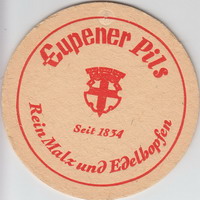 Eupener Pils
Seit 1834
Rein Malz und Edelhopfen